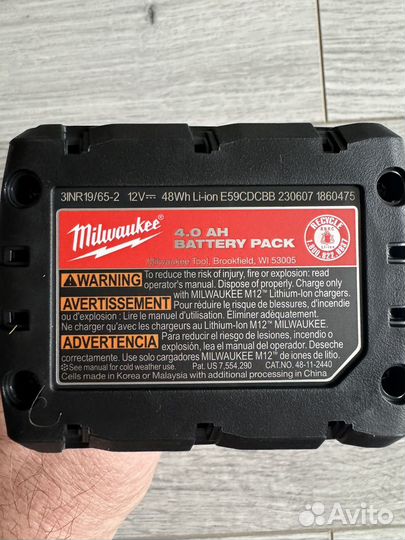 3INR19/65-2 12V⎓ 48Wh Li-ion E59CDCBB 230607 1860475
Milwaukee
4.0 AH
BATTERY PACK
Milwaukee Tool, Brookfield, WI 53005
RECYCLE
Li-Ion
1.800.822.8837
WARNING To reduce the risk of injury, fire or explosion: read
operator's manual. Dispose of properly. Charge only
with MILWAUKEE M12™ Lithium-Ion chargers.
AVERTISSEMENT Pour réduire le risques de lésions, d'incendie
ou d'explosion : Lire le manuel d'utilisation. Éliminer correctement.
Ne charger qu'avec les chargeurs au Lithium-Ion M12™ MILWAUKEE.
ADVERTENCIA Para reducir el riesgo de lesiones, incendio o
explosión, lea el manual del operador. Deseche
correctamente. Use solo cargadores MILWAUKEE M12™ de iones de litio.
See manual for cold weather use. Pat. US 7,554,290 CAT.NO. 48-11-2440
Cells made in Korea or Malaysia with additional processing in China
Avito